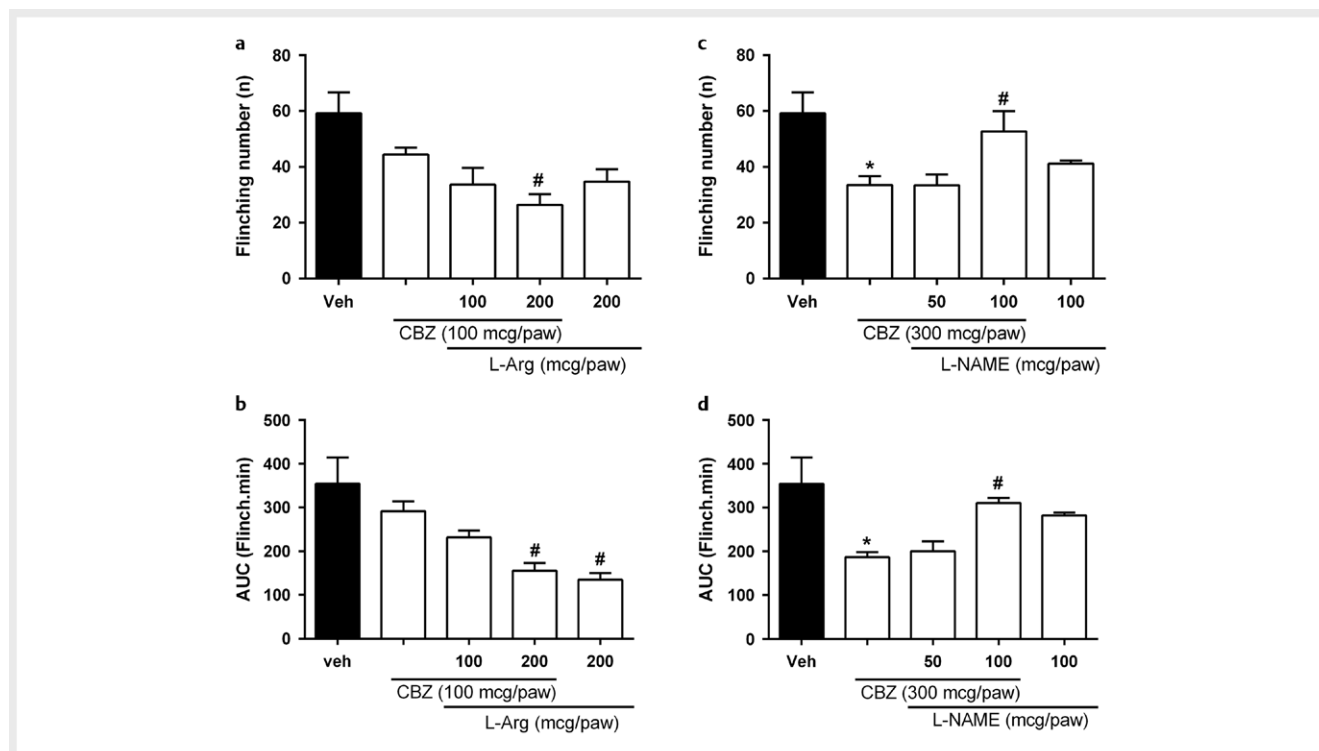 a
Flinching number (n)
80
60
40
20
0
#
Veh
100
200
200
CBZ (100 mcg/paw)
L-Arg (mcg/paw)
c
Flinching number (n)
80
60
40
20
0
*
#
Veh
50
100
100
CBZ (300 mcg/paw)
L-NAME (mcg/paw)
b
AUC (Flinch.min)
500
400
300
200
100
0
#
#
veh
100
200
200
CBZ (100 mcg/paw)
L-Arg (mcg/paw)
d
AUC (Flinch.min)
500
400
300
200
100
0
*
#
Veh
50
100
100
CBZ (300 mcg/paw)
L-NAME (mcg/paw)